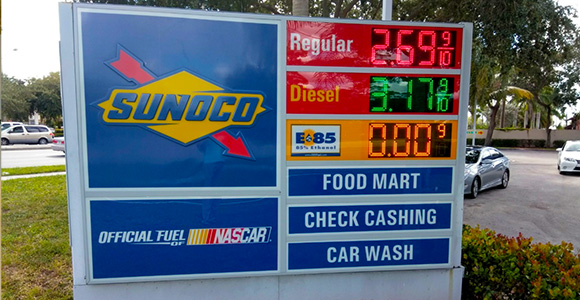 SUNOCO
OFFICIAL FUEL OF NASCAR
Regular 2.69 9/10
Diesel 3.17 9/10
E85 0.00 9
85% Ethanol
FOOD MART
CHECK CASHING
CAR WASH